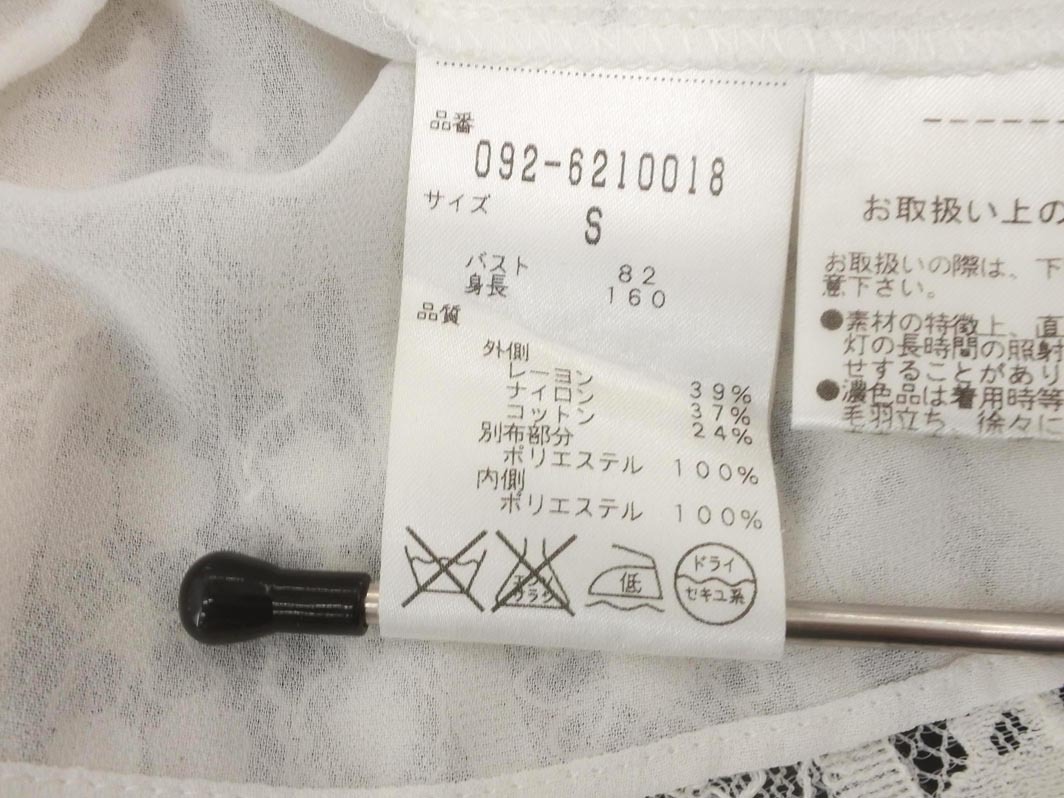 品番
092-6210018
サイズ
S
バスト 82
身長 160
品質
外側
レーヨン 39%
ナイロン 37%
コットン 24%
別布部分
ポリエステル 100%
内側
ポリエステル 100%
エンソ
サラシ
低
ドライ
セキユ系
お取扱い上の
お取扱いの際は、下
意下さい。
●素材の特徴上、直
灯の長時間の照射
せすることがあり
●濃色品は着用時等
毛羽立ち、徐々に